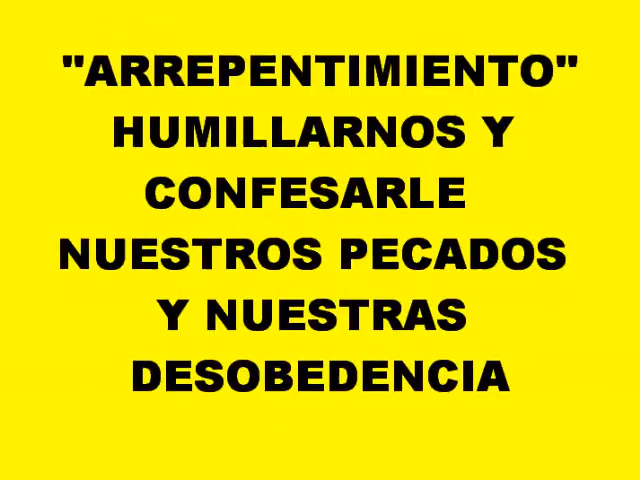 "ARREPENTIMIENTO"
HUMILLARNOS Y
CONFESARLE
NUESTROS PECADOS
Y NUESTRAS
DESOBEDENCIA